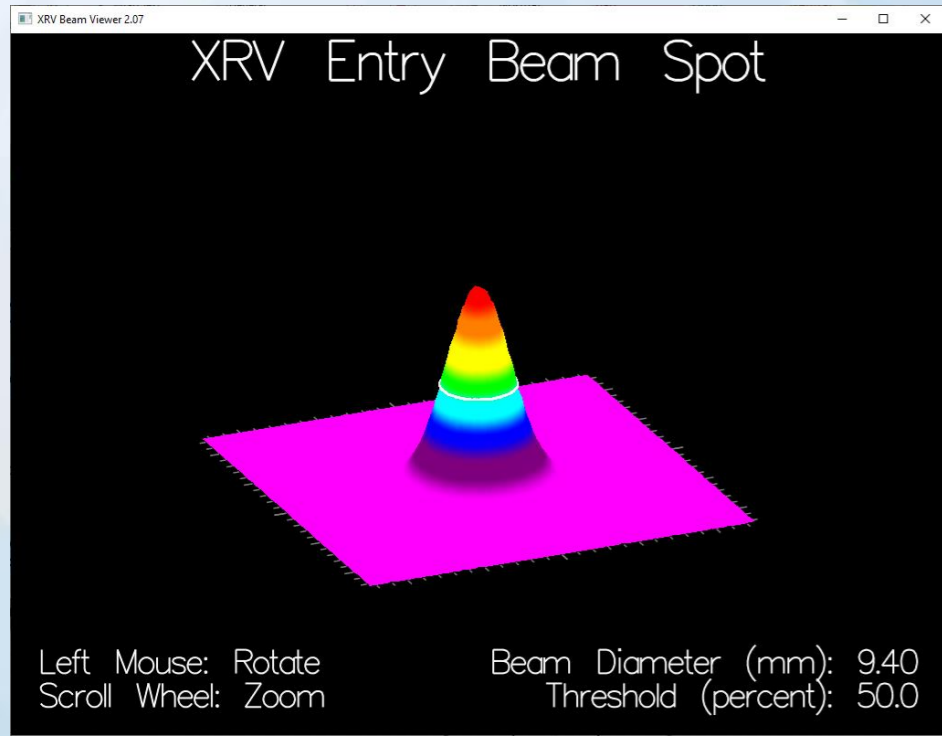 XRV Beam Viewer 2.07
XRV Entry Beam Spot
Left Mouse: Rotate
Scroll Wheel: Zoom
Beam Diameter (mm): 9.40
Threshold (percent): 50.0